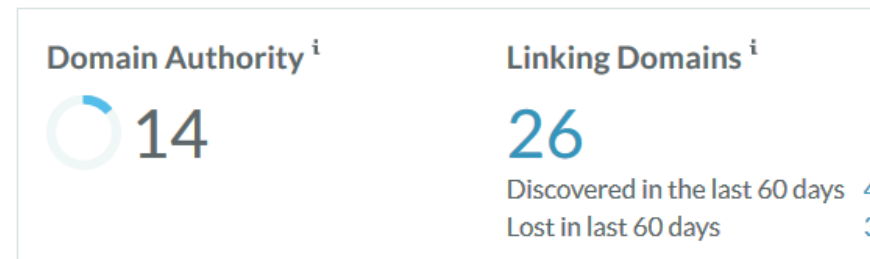 Domain Authority i
Linking Domains i
14
26
Discovered in the last 60 days
Lost in last 60 days